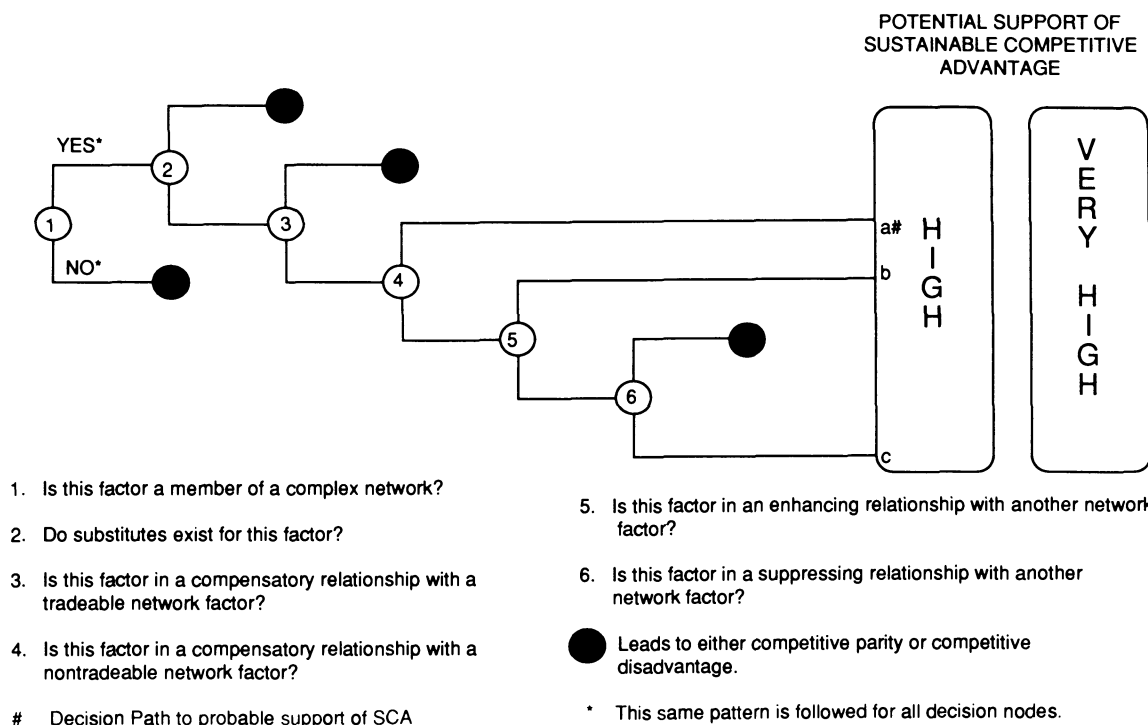 POTENTIAL SUPPORT OF
SUSTAINABLE COMPETITIVE
ADVANTAGE
YES*
NO*
1
2
3
4
5
6
a#
b
c
HIGH
VERY HIGH
1. Is this factor a member of a complex network?
2. Do substitutes exist for this factor?
3. Is this factor in a compensatory relationship with a
tradeable network factor?
4. Is this factor in a compensatory relationship with a
nontradeable network factor?
# Decision Path to probable support of SCA
5. Is this factor in an enhancing relationship with another network
factor?
6. Is this factor in a suppressing relationship with another
network factor?
Leads to either competitive parity or competitive
disadvantage.
* This same pattern is followed for all decision nodes.